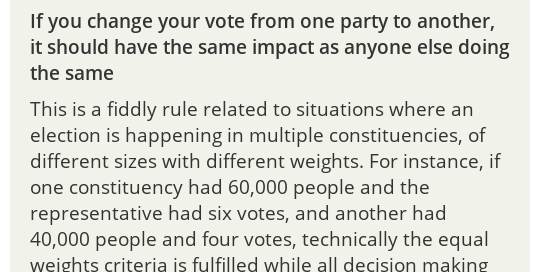 If you change your vote from one party to another,
it should have the same impact as anyone else doing
the same
This is a fiddly rule related to situations where an
election is happening in multiple constituencies, of
different sizes with different weights. For instance, if
one constituency had 60,000 people and the
representative had six votes, and another had
40,000 people and four votes, technically the equal
weights criteria is fulfilled while all decision making